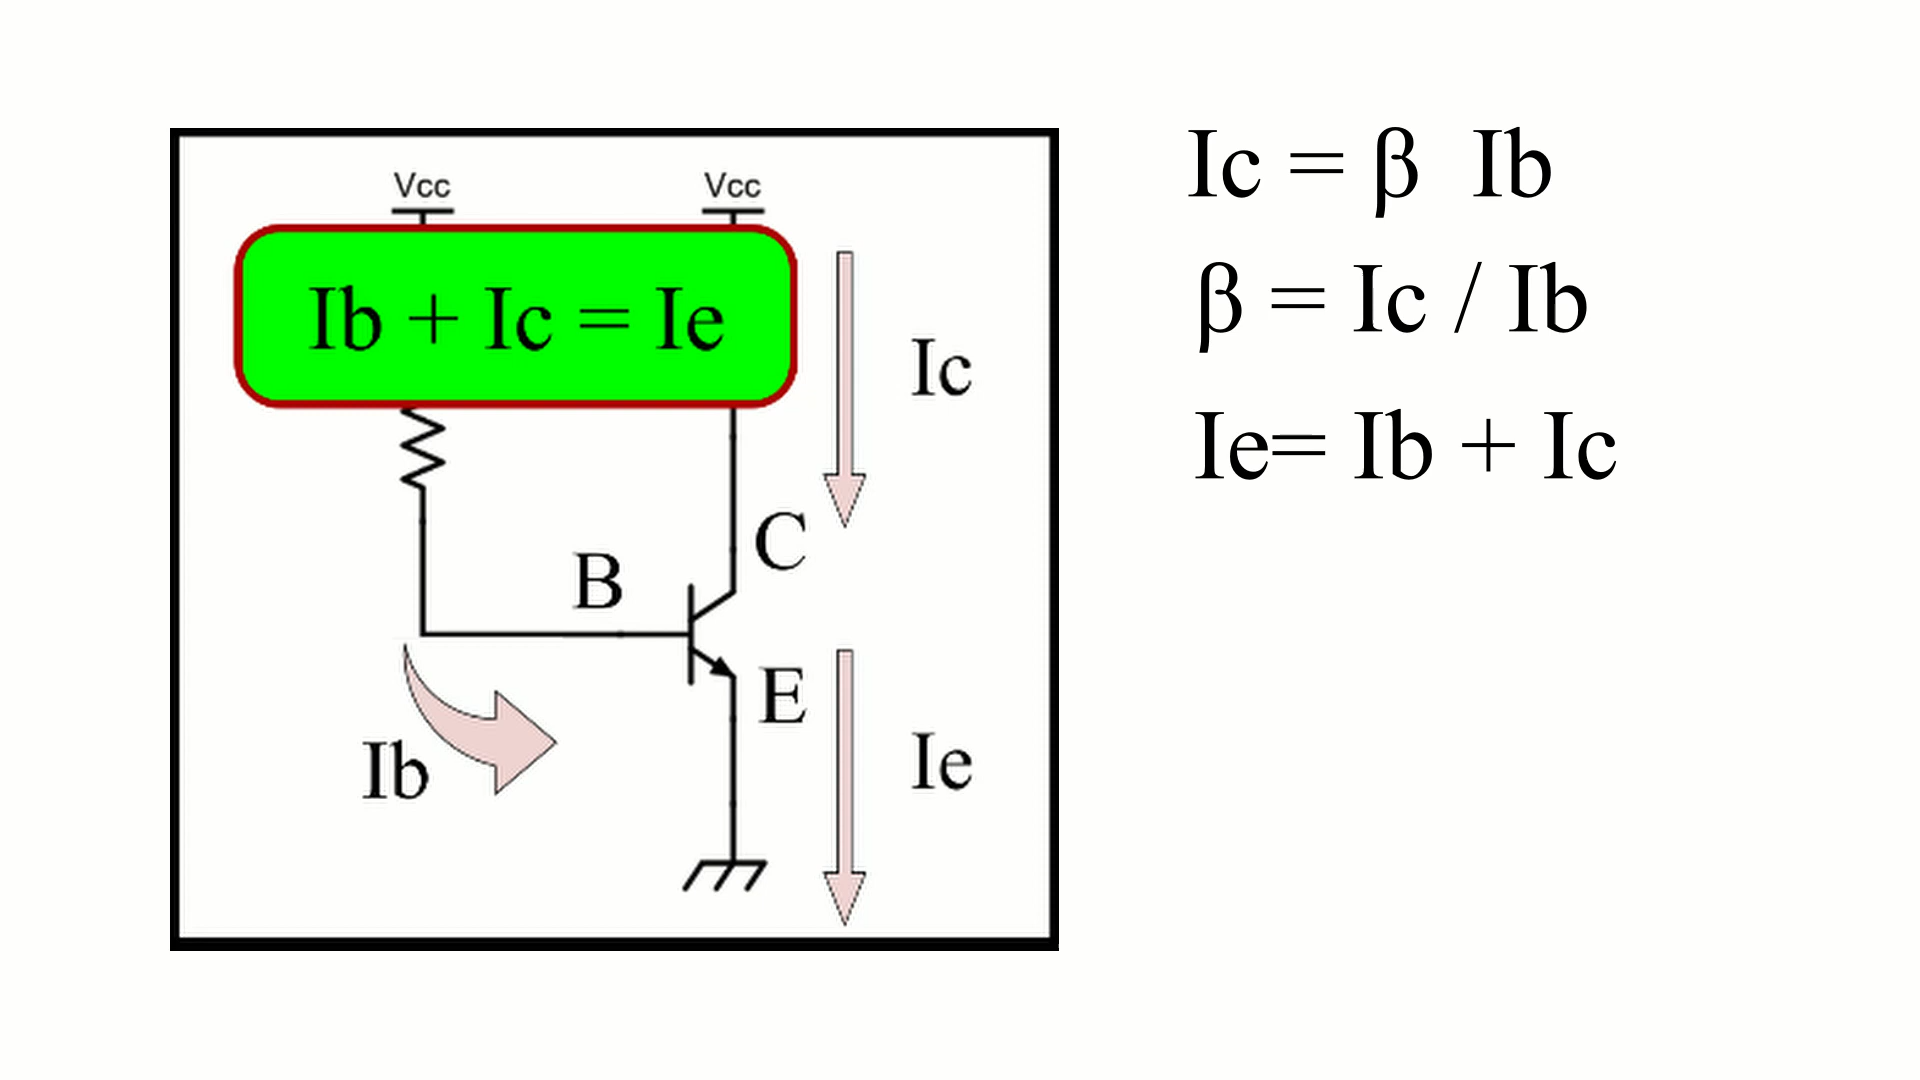 Vcc Vcc
Ib + Ic = Ie
Ic
C
B
E
Ib
Ie
Ic = β Ib
β = Ic / Ib
Ie= Ib + Ic